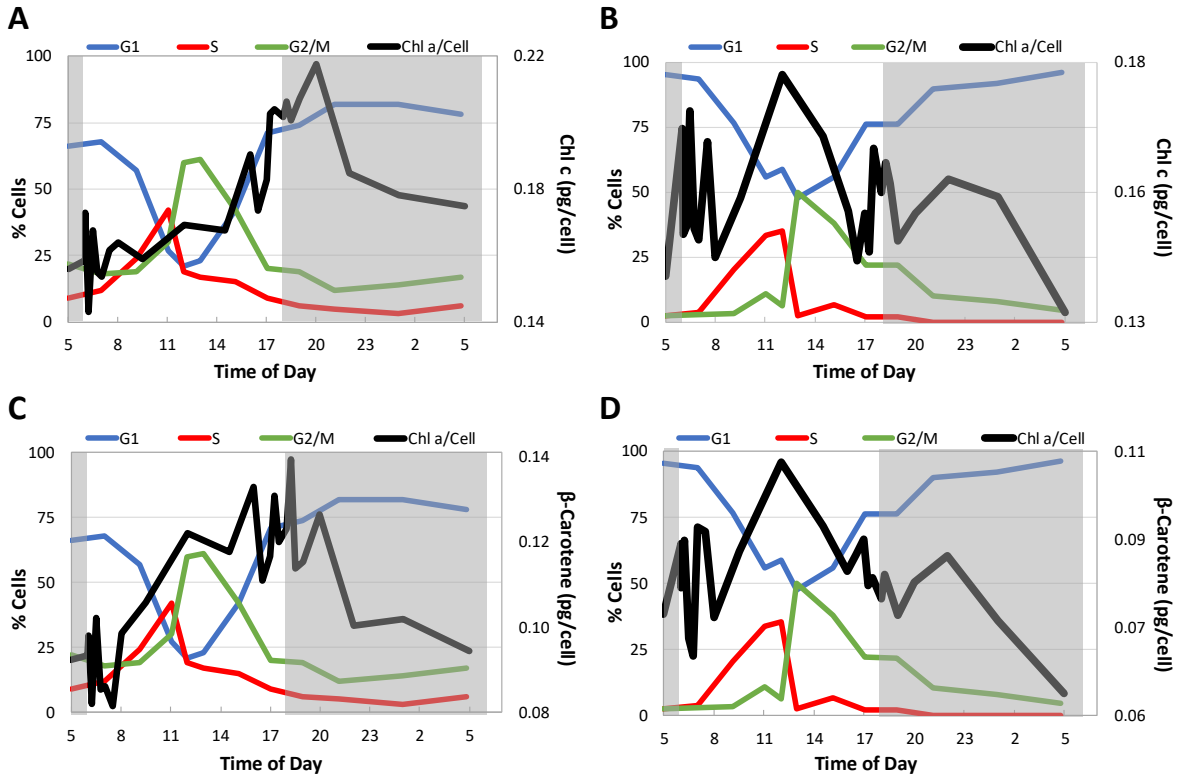 A
G1 S G2/M Chl a/Cell
100
75
50
25
0
% Cells
0.22
0.18
0.14
Chl c (pg/cell)
5 8 11 14 17 20 23 2 5
Time of Day
B
G1 S G2/M Chl a/Cell
100
75
50
25
0
% Cells
0.18
0.16
0.13
Chl c (pg/cell)
5 8 11 14 17 20 23 2 5
Time of Day
C
G1 S G2/M Chl a/Cell
100
75
50
25
0
% Cells
0.14
0.12
0.10
0.08
β-Carotene (pg/cell)
5 8 11 14 17 20 23 2 5
Time of Day
D
G1 S G2/M Chl a/Cell
100
75
50
25
0
% Cells
0.11
0.09
0.07
0.06
β-Carotene (pg/cell)
5 8 11 14 17 20 23 2 5
Time of Day